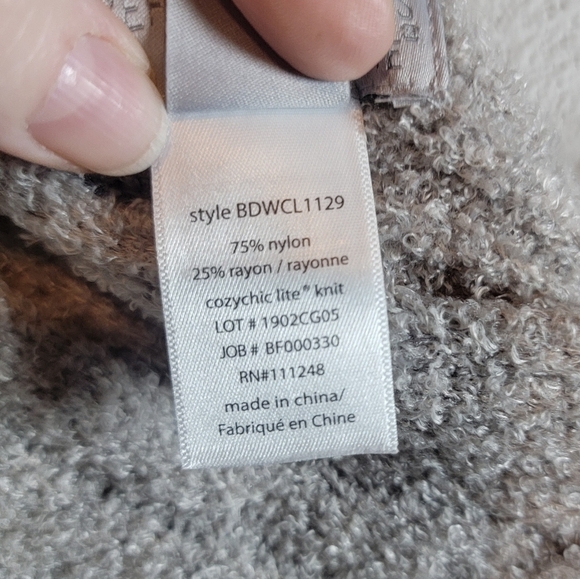 style BDWCL1129
75% nylon
25% rayon / rayonne
cozychic lite® knit
LOT # 1902CG05
JOB # BF000330
RN#111248
made in china/
Fabriqué en Chine